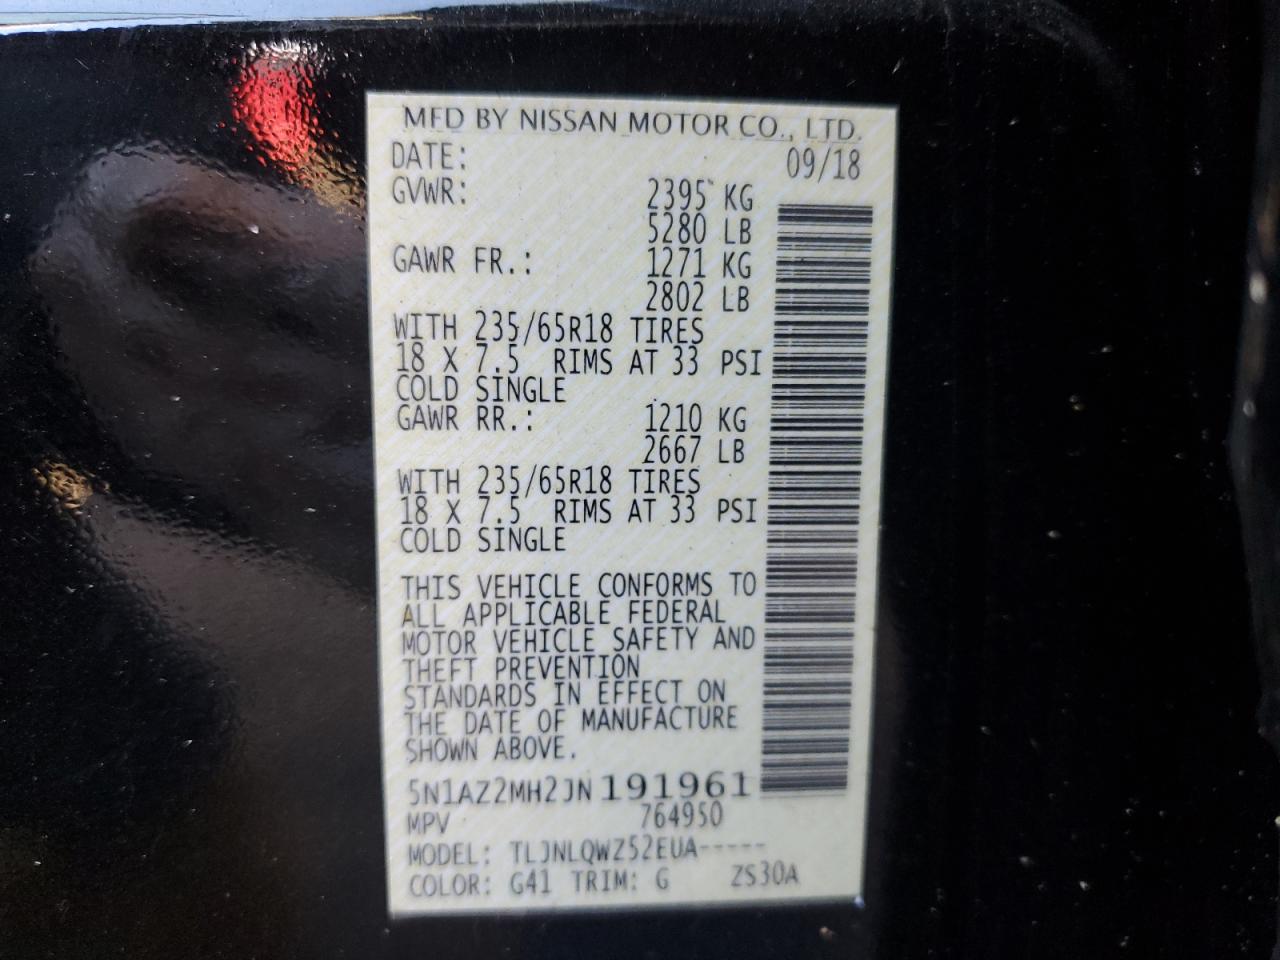 MFD BY NISSAN MOTOR CO., LTD.
DATE: 09/18
GVWR: 2395 KG
5280 LB
GAWR FR.: 1271 KG
2802 LB
WITH 235/65R18 TIRES
18 X 7.5 RIMS AT 33 PSI
COLD SINGLE
GAWR RR.: 1210 KG
2667 LB
WITH 235/65R18 TIRES
18 X 7.5 RIMS AT 33 PSI
COLD SINGLE
THIS VEHICLE CONFORMS TO
ALL APPLICABLE FEDERAL
MOTOR VEHICLE SAFETY AND
THEFT PREVENTION
STANDARDS IN EFFECT ON
THE DATE OF MANUFACTURE
SHOWN ABOVE.
5N1AZ2MH2JN191961
MPV 764950
MODEL: TLJNLQWZ52EUA-----
COLOR: G41 TRIM: G ZS30A